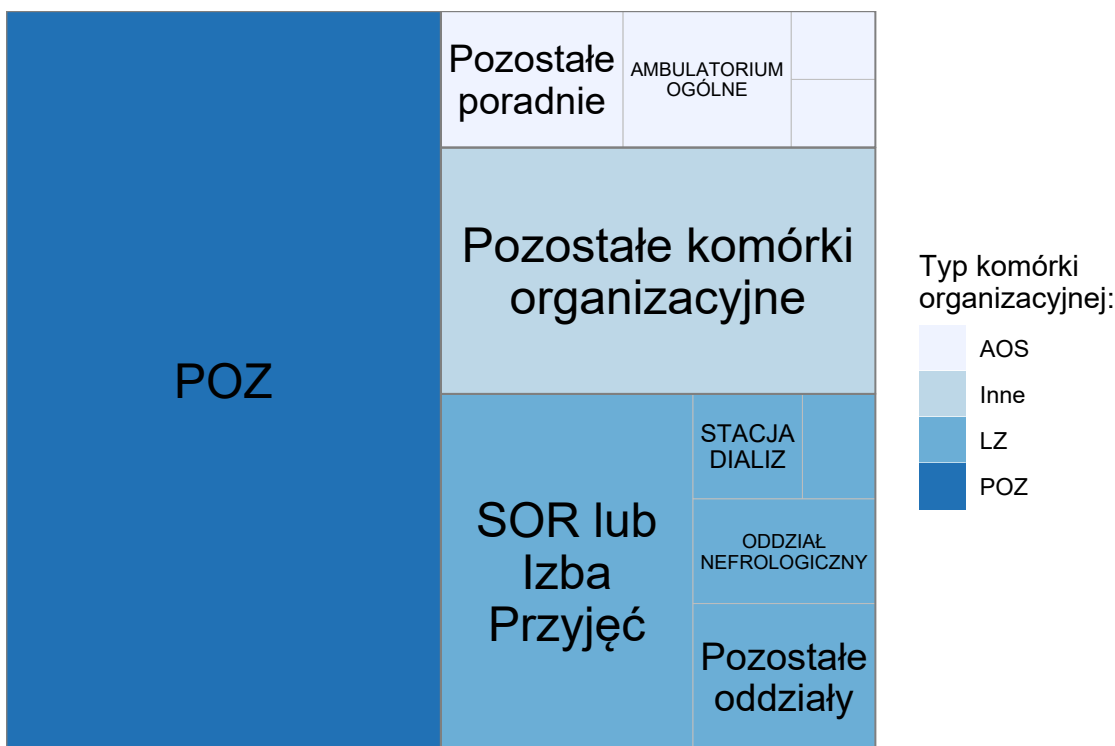 Pozostałe
poradnie
AMBULATORIUM
OGÓLNE
Pozostałe komórki
organizacyjne
POZ
SOR lub
Izba
Przyjęć
STACJA
DIALIZ
ODDZIAŁ
NEFROLOGICZNY
Pozostałe
oddziały
Typ komórki
organizacyjnej:
AOS
Inne
LZ
POZ